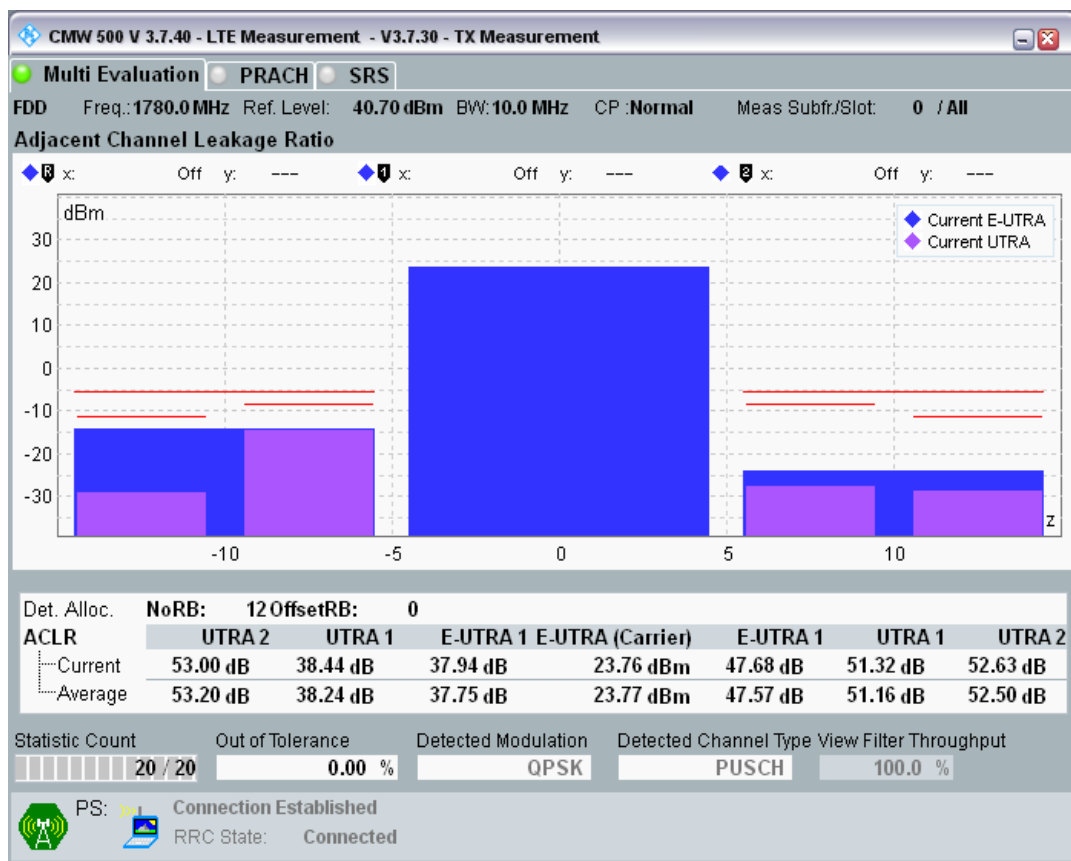 CMW 500 V 3.7.40 - LTE Measurement - V3.7.30 - TX Measurement
Multi Evaluation PRACH SRS
FDD Freq.:1780.0 MHz Ref. Level: 40.70 dBm BW:10.0 MHz CP :Normal Meas Subfr./Slot: 0 / All
Adjacent Channel Leakage Ratio
R x: Off y: --- 1 x: Off y: --- 2 x: Off y: ---
dBm
Current E-UTRA
Current UTRA
30
20
10
0
-10
-20
-30
z
-10 -5 0 5 10
Det. Alloc. NoRB: 12 OffsetRB: 0
ACLR UTRA 2 UTRA 1 E-UTRA 1 E-UTRA (Carrier) E-UTRA 1 UTRA 1 UTRA 2
Current 53.00 dB 38.44 dB 37.94 dB 23.76 dBm 47.68 dB 51.32 dB 52.63 dB
Average 53.20 dB 38.24 dB 37.75 dB 23.77 dBm 47.57 dB 51.16 dB 52.50 dB
Statistic Count Out of Tolerance Detected Modulation Detected Channel Type View Filter Throughput
20 / 20 0.00 % QPSK PUSCH 100.0 %
PS: Connection Established
RRC State: Connected